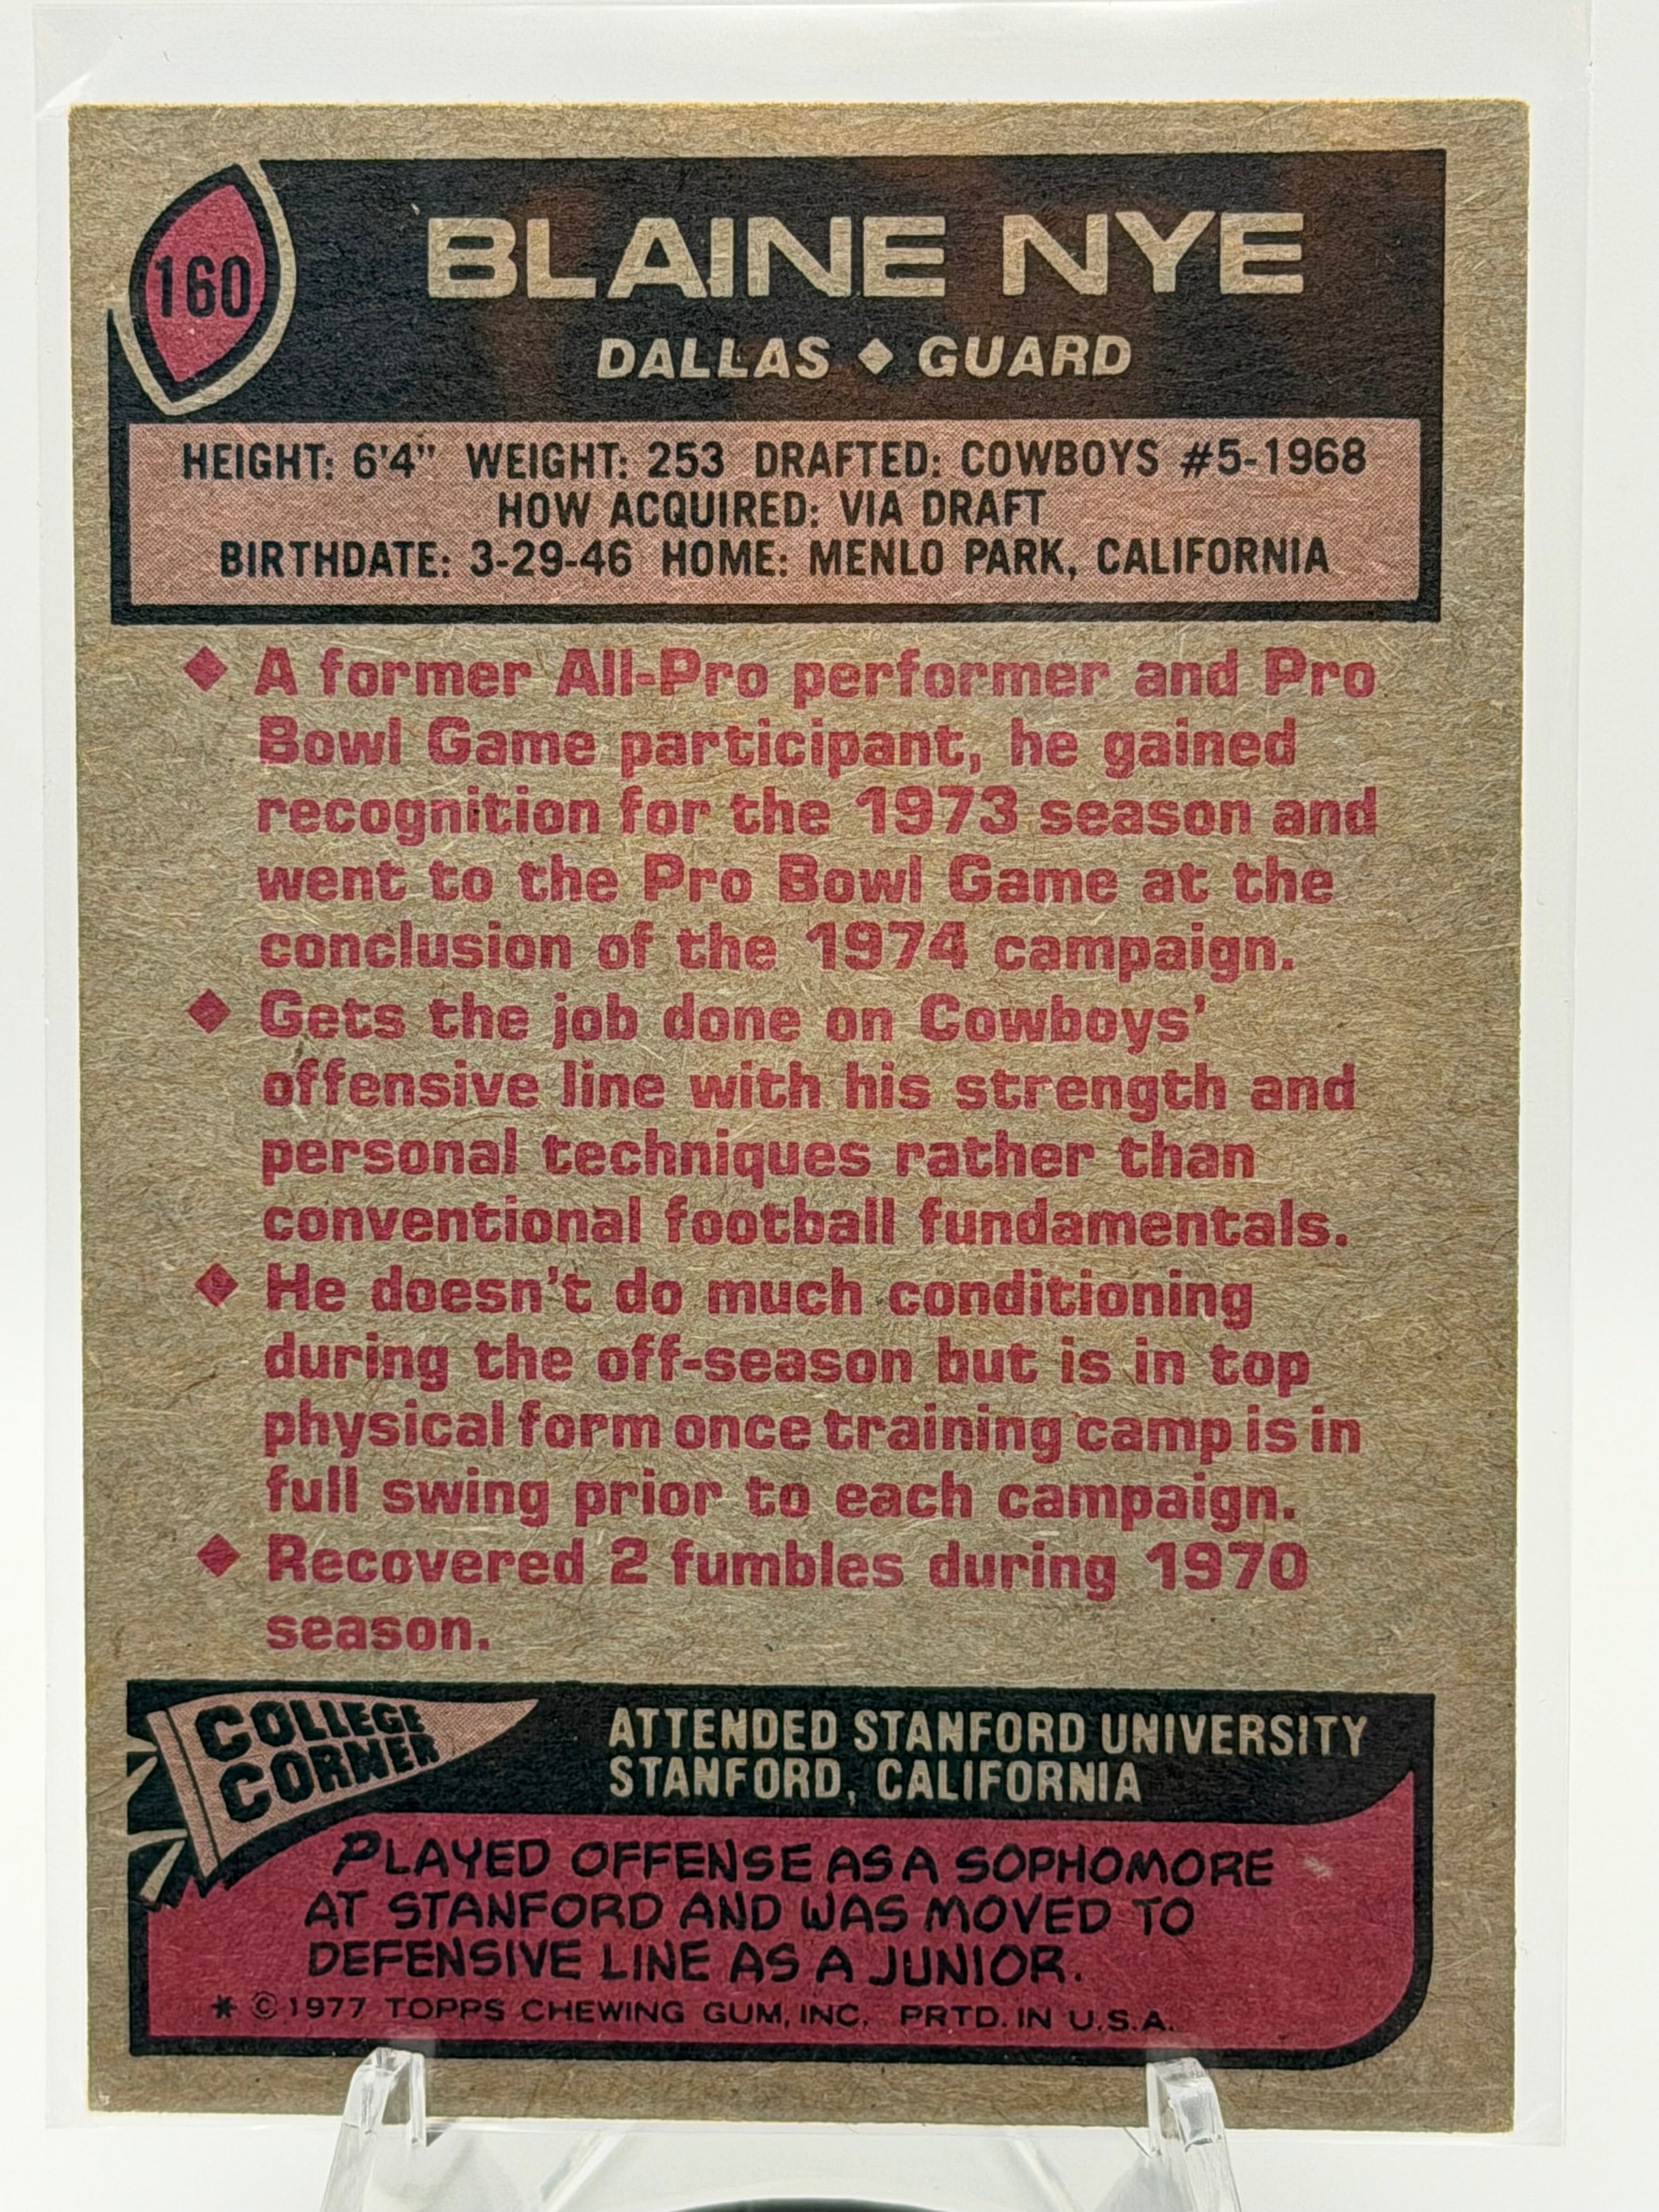 160
BLAINE NYE
DALLAS ◆ GUARD
HEIGHT: 6'4" WEIGHT: 253 DRAFTED: COWBOYS #5-1968
HOW ACQUIRED: VIA DRAFT
BIRTHDATE: 3-29-46 HOME: MENLO PARK, CALIFORNIA
◆ A former All-Pro performer and Pro
Bowl Game participant, he gained
recognition for the 1973 season and
went to the Pro Bowl Game at the
conclusion of the 1974 campaign.
◆ Gets the job done on Cowboys'
offensive line with his strength and
personal techniques rather than
conventional football fundamentals.
◆ He doesn't do much conditioning
during the off-season but is in top
physical form once training camp is in
full swing prior to each campaign.
◆ Recovered 2 fumbles during 1970
season.
COLLEGE
CORNER
ATTENDED STANFORD UNIVERSITY
STANFORD, CALIFORNIA
PLAYED OFFENSE AS A SOPHOMORE
AT STANFORD AND WAS MOVED TO
DEFENSIVE LINE AS A JUNIOR.
* © 1977 TOPPS CHEWING GUM, INC. PRTD. IN U.S.A.